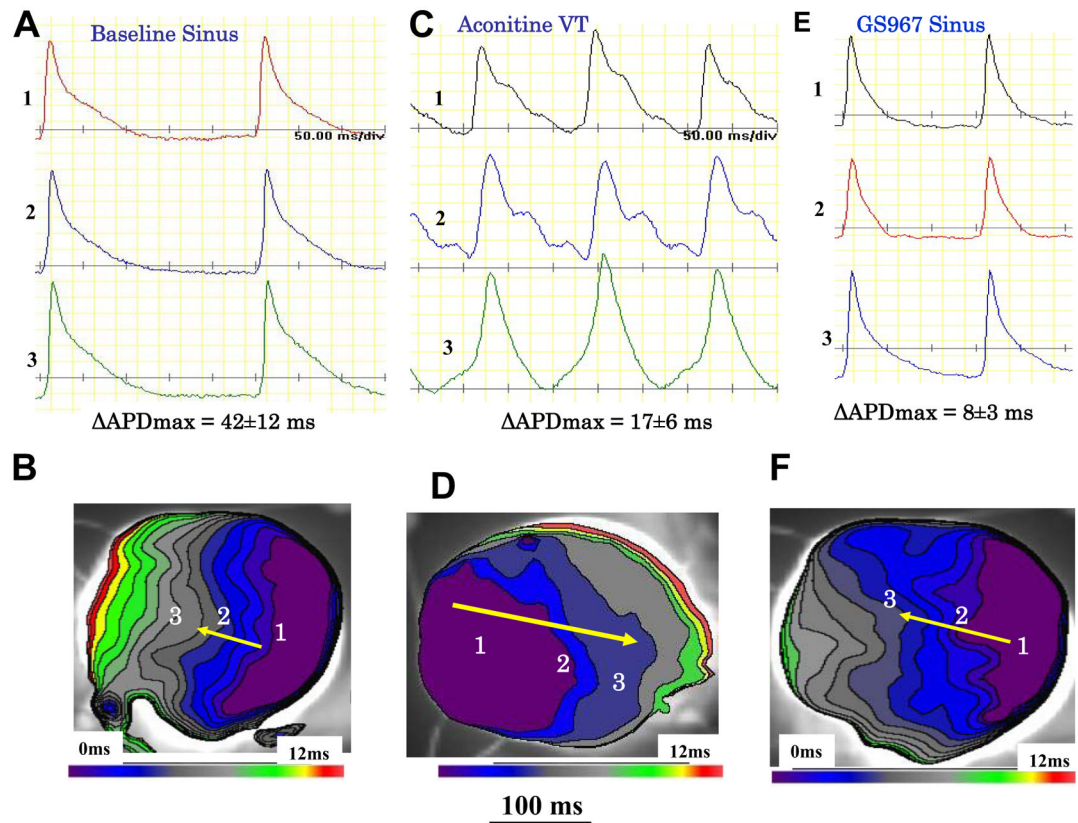 A
Baseline Sinus
1
50.00 ms/div
2
3
ΔAPDmax = 42±12 ms
C
Aconitine VT
1
50.00 ms/div
2
3
ΔAPDmax = 17±6 ms
E
GS967 Sinus
1
2
3
ΔAPDmax = 8±3 ms
B
3 2 1
0ms 12ms
D
1 2 3
12ms
F
3 2 1
0ms 12ms
100 ms